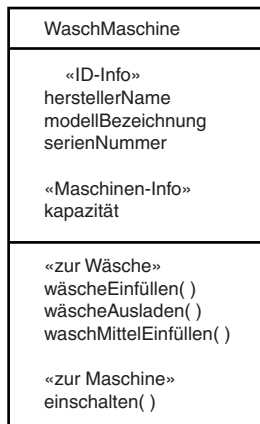 WaschMaschine
«ID-Info»
herstellerName
modellBezeichnung
serienNummer
«Maschinen-Info»
kapazität
«zur Wäsche»
wäscheEinfüllen( )
wäscheAusladen( )
waschMittelEinfüllen( )
«zur Maschine»
einschalten( )